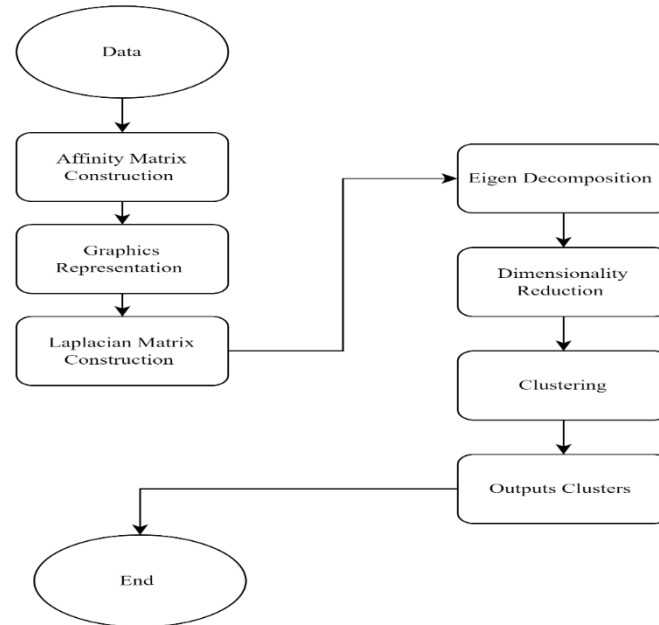 Data
Affinity Matrix
Construction
Graphics
Representation
Laplacian Matrix
Construction
Eigen Decomposition
Dimensionality
Reduction
Clustering
Outputs Clusters
End